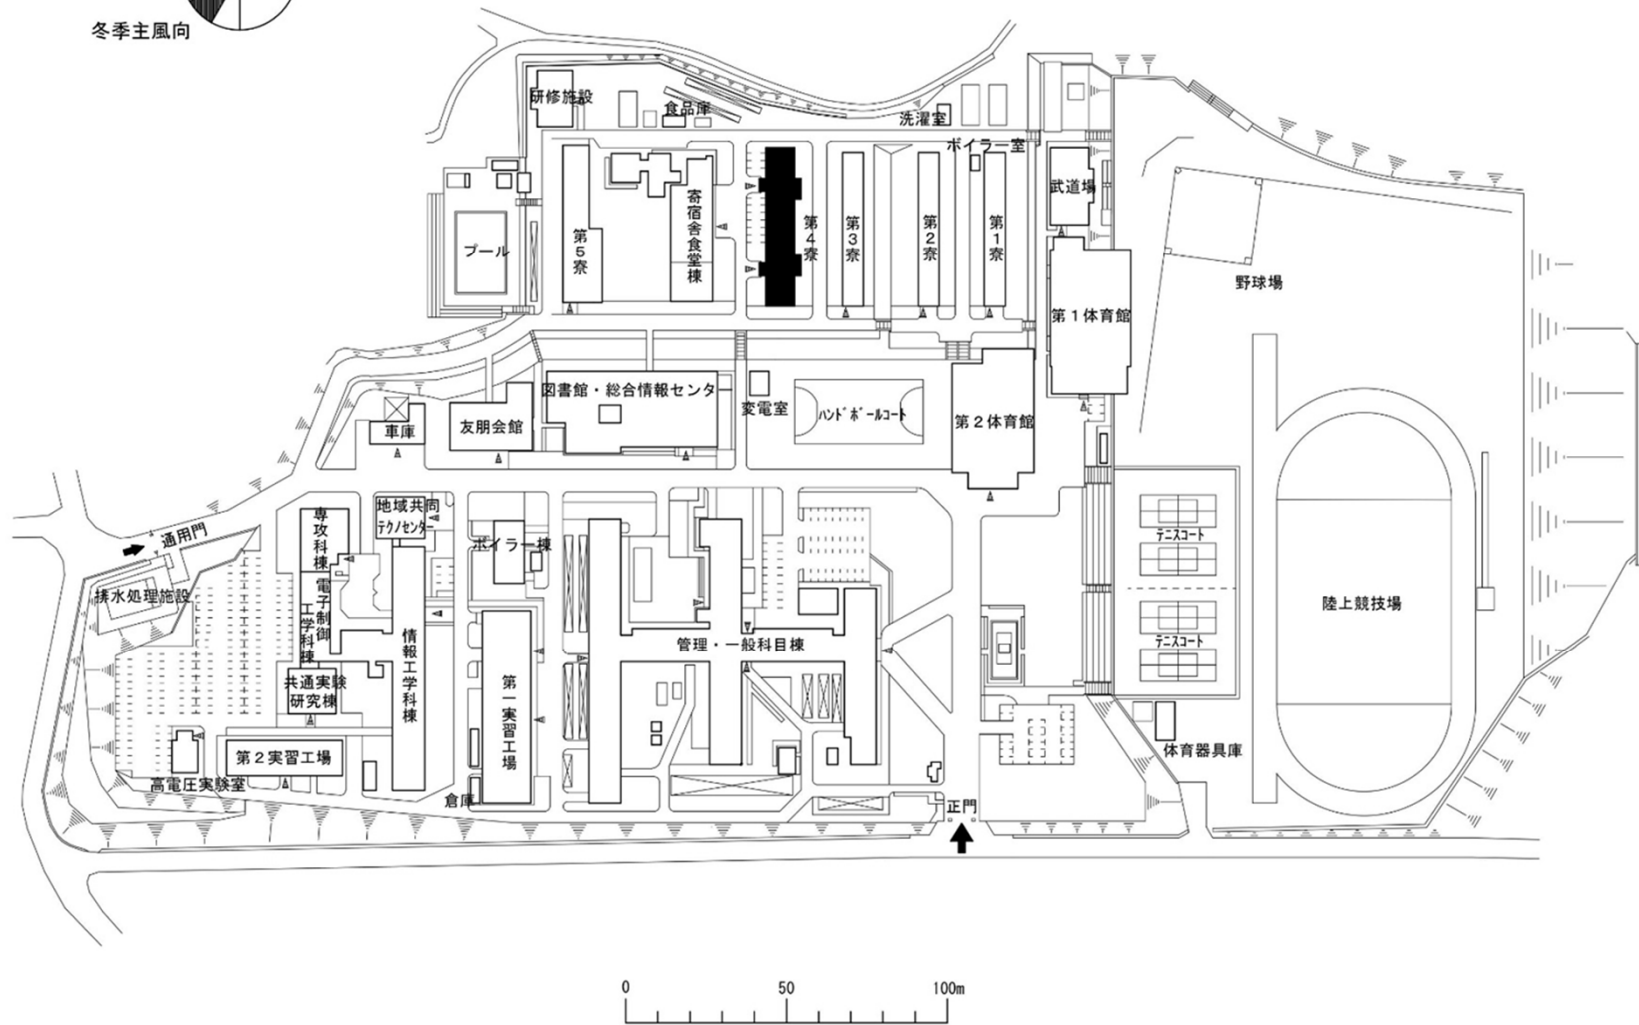 冬季主風向
研修施設
食品庫
洗濯室
ボイラー室
武道場
プール
第5寮
寄宿舎食堂棟
第4寮
第3寮
第2寮
第1寮
第1体育館
野球場
図書館・総合情報センター
変電室
ハンドボールコート
第2体育館
車庫
友朋会館
通用門
専攻科棟
地域共同
テクノセンター
ボイラー棟
テニスコート
排水処理施設
電子制御
工学科棟
情報工学科棟
管理・一般科目棟
陸上競技場
テニスコート
共通実験
研究棟
第一実習工場
第2実習工場
高電圧実験室
倉庫
体育器具庫
正門
0 50 100m